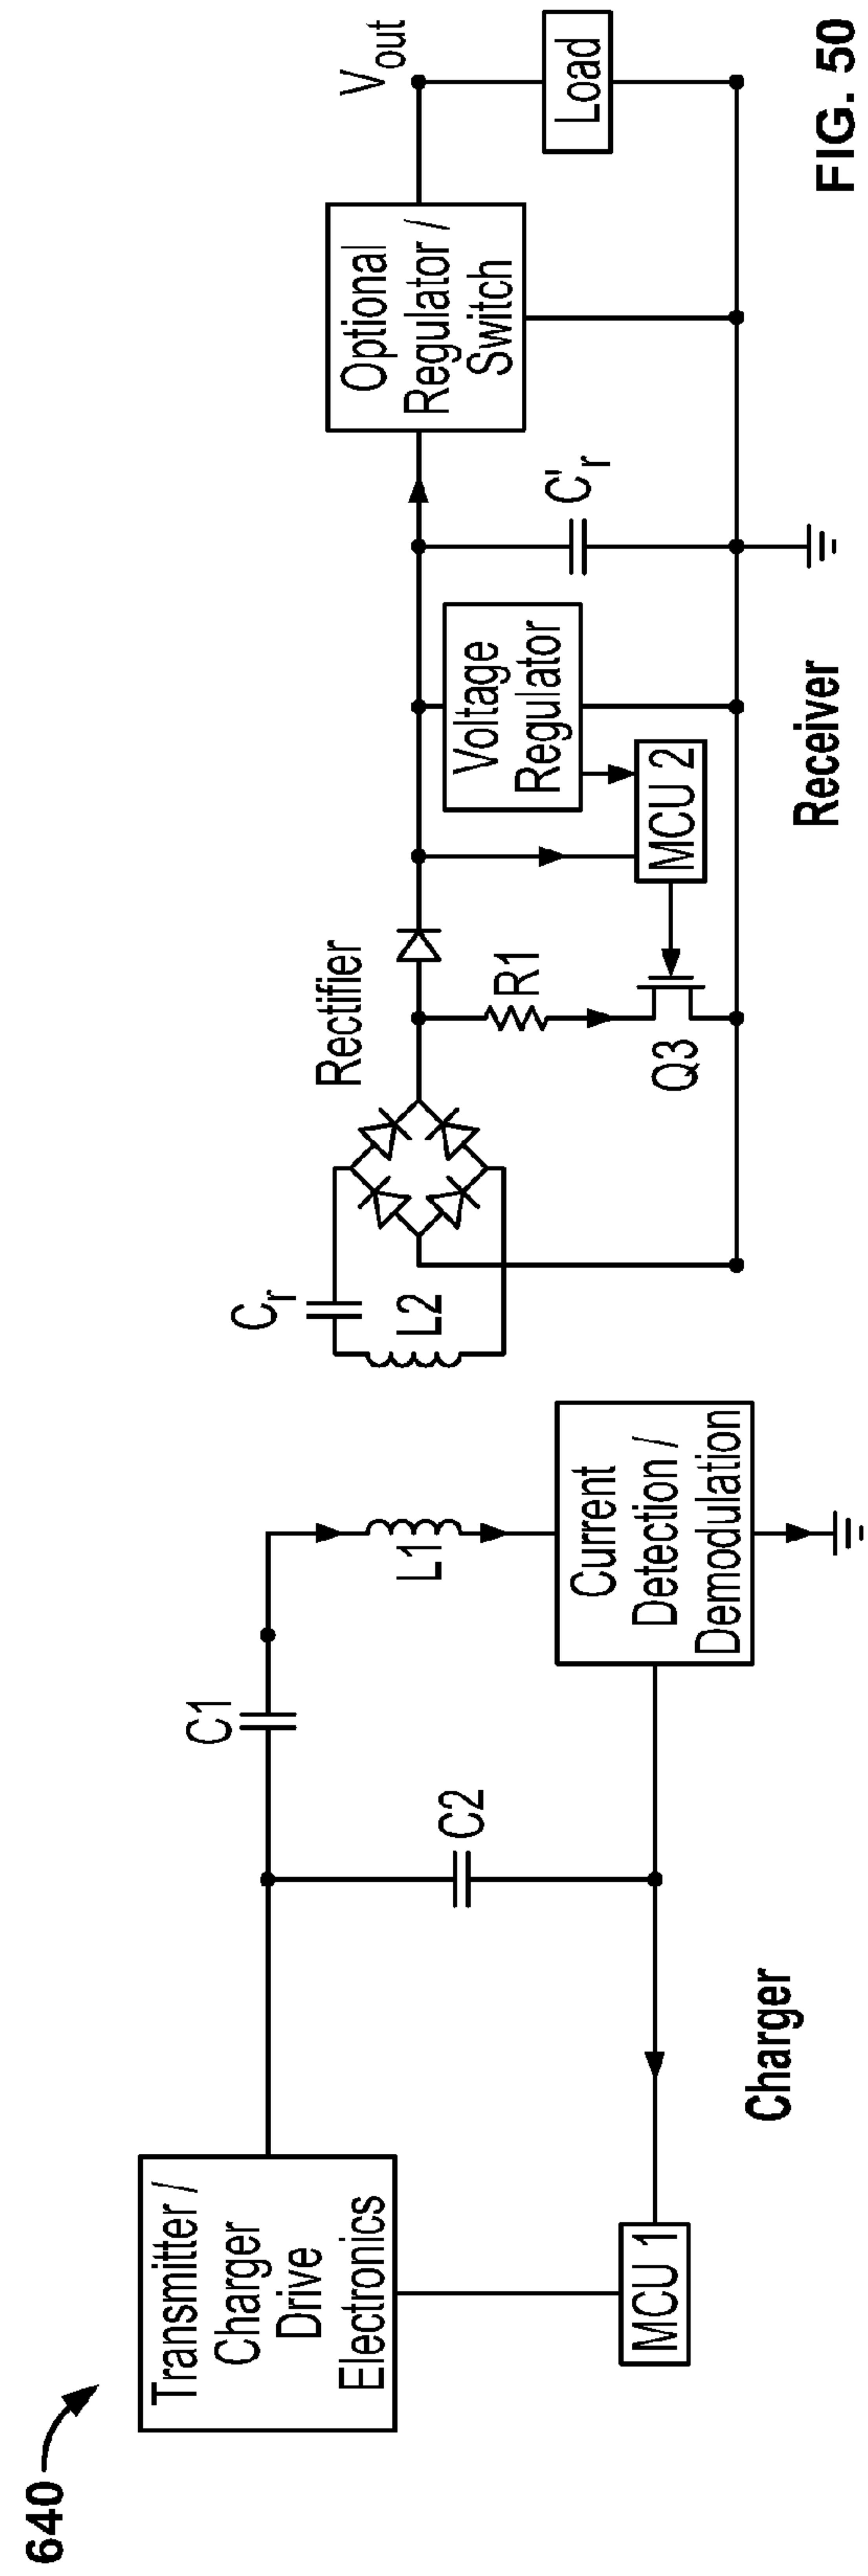 640
Transmitter /
Charger
Drive
Electronics
MCU 1
C2
C1
L1
Current
Detection /
Demodulation
Charger
Cr
L2
Rectifier
R1
Q3
MCU 2
Voltage
Regulator
C'r
Optional
Regulator /
Switch
Vout
Load
Receiver
FIG. 50